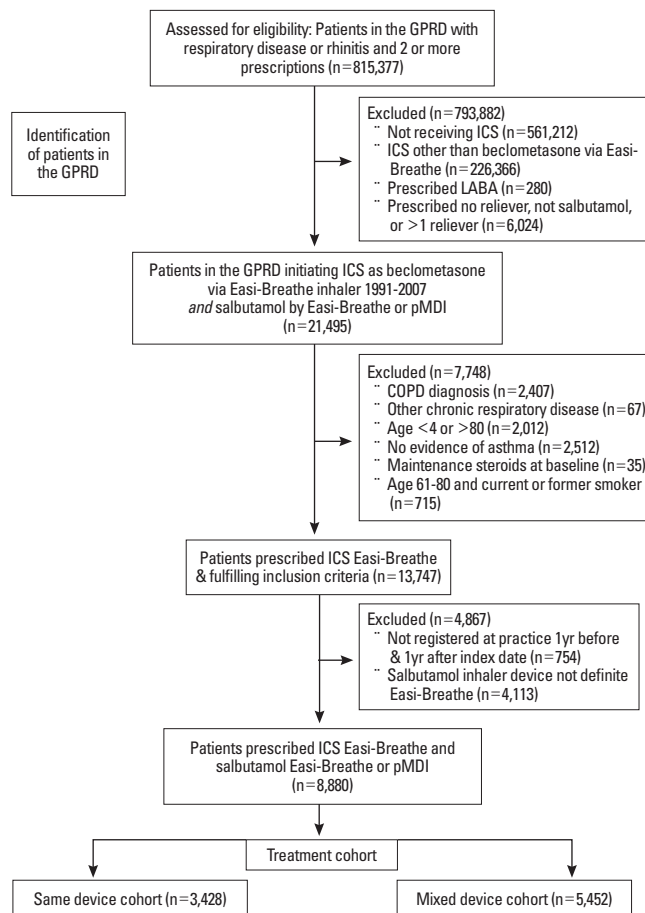 Assessed for eligibility: Patients in the GPRD with
respiratory disease or rhinitis and 2 or more
prescriptions
(n=815,377)
Identification
of patients in
the GPRD
Excluded (n=793,882)
¨ Not receiving ICS (n=561,212)
¨ ICS other than beclometasone via Easi-
Breathe (n=226,366)
¨ Prescribed LABA (n=280)
¨ Prescribed no reliever, not salbutamol,
or >1 reliever (n=6,024)
Patients in the GPRD initiating ICS as beclometasone
via Easi-Breathe inhaler 1991-2007
and salbutamol by Easi-Breathe or pMDI
(n=21,495)
Excluded (n=7,748)
¨ COPD diagnosis (n=2,407)
¨ Other chronic respiratory disease (n=67)
¨ Age <4 or >80 (n=2,012)
¨ No evidence of asthma (n=2,512)
¨ Maintenance steroids at baseline (n=35)
¨ Age 61-80 and current or former smoker
(n=715)
Patients prescribed ICS Easi-Breathe
& fulfilling inclusion criteria (n=13,747)
Excluded (n=4,867)
¨ Not registered at practice 1yr before
& 1yr after index date (n=754)
¨ Salbutamol inhaler device not definite
Easi-Breathe (n=4,113)
Patients prescribed ICS Easi-Breathe and
salbutamol Easi-Breathe or pMDI
(n=8,880)
Treatment cohort
Same device cohort (n=3,428)
Mixed device cohort (n=5,452)